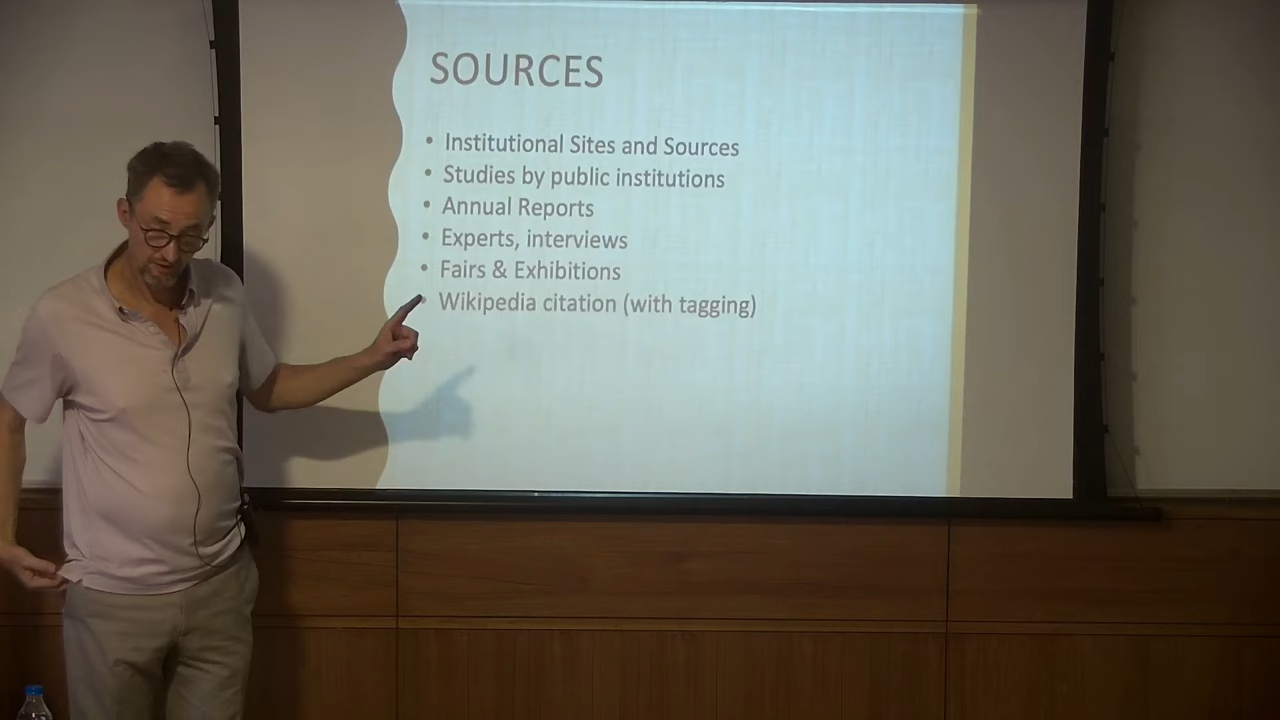 SOURCES
• Institutional Sites and Sources
• Studies by public institutions
• Annual Reports
• Experts, interviews
• Fairs & Exhibitions
• Wikipedia citation (with tagging)